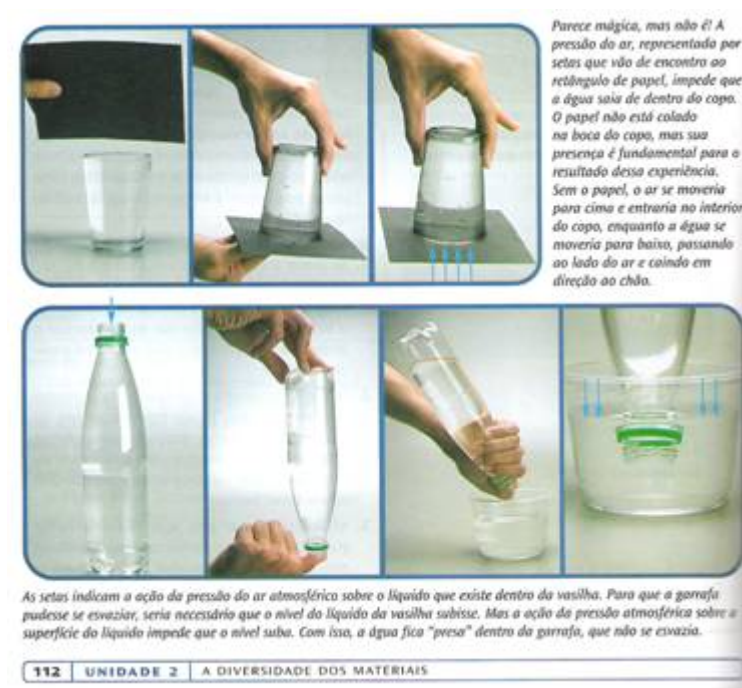 Parece mágica, mas não é! A
pressão do ar, representada por
setas que vão de encontro ao
retângulo de papel, impede que
a água saia de dentro do copo.
O papel não está colado
na boca do copo, mas sua
presença é fundamental para o
resultado dessa experiência.
Sem o papel, o ar se moveria
para cima e entraria no interior
do copo, enquanto a água se
moveria para baixo, passando
ao lado do ar e caindo em
direção ao chão.
As setas indicam a ação da pressão do ar atmosférico sobre o líquido que existe dentro da vasilha. Para que a garrafa
pudesse se esvaziar, seria necessário que o nível do líquido da vasilha subisse. Mas a ação da pressão atmosférica sobre a
superfície do líquido impede que o nível suba. Com isso, a água fica "presa" dentro da garrafa, que não se esvazia.
112 UNIDADE 2 A DIVERSIDADE DOS MATERIAIS